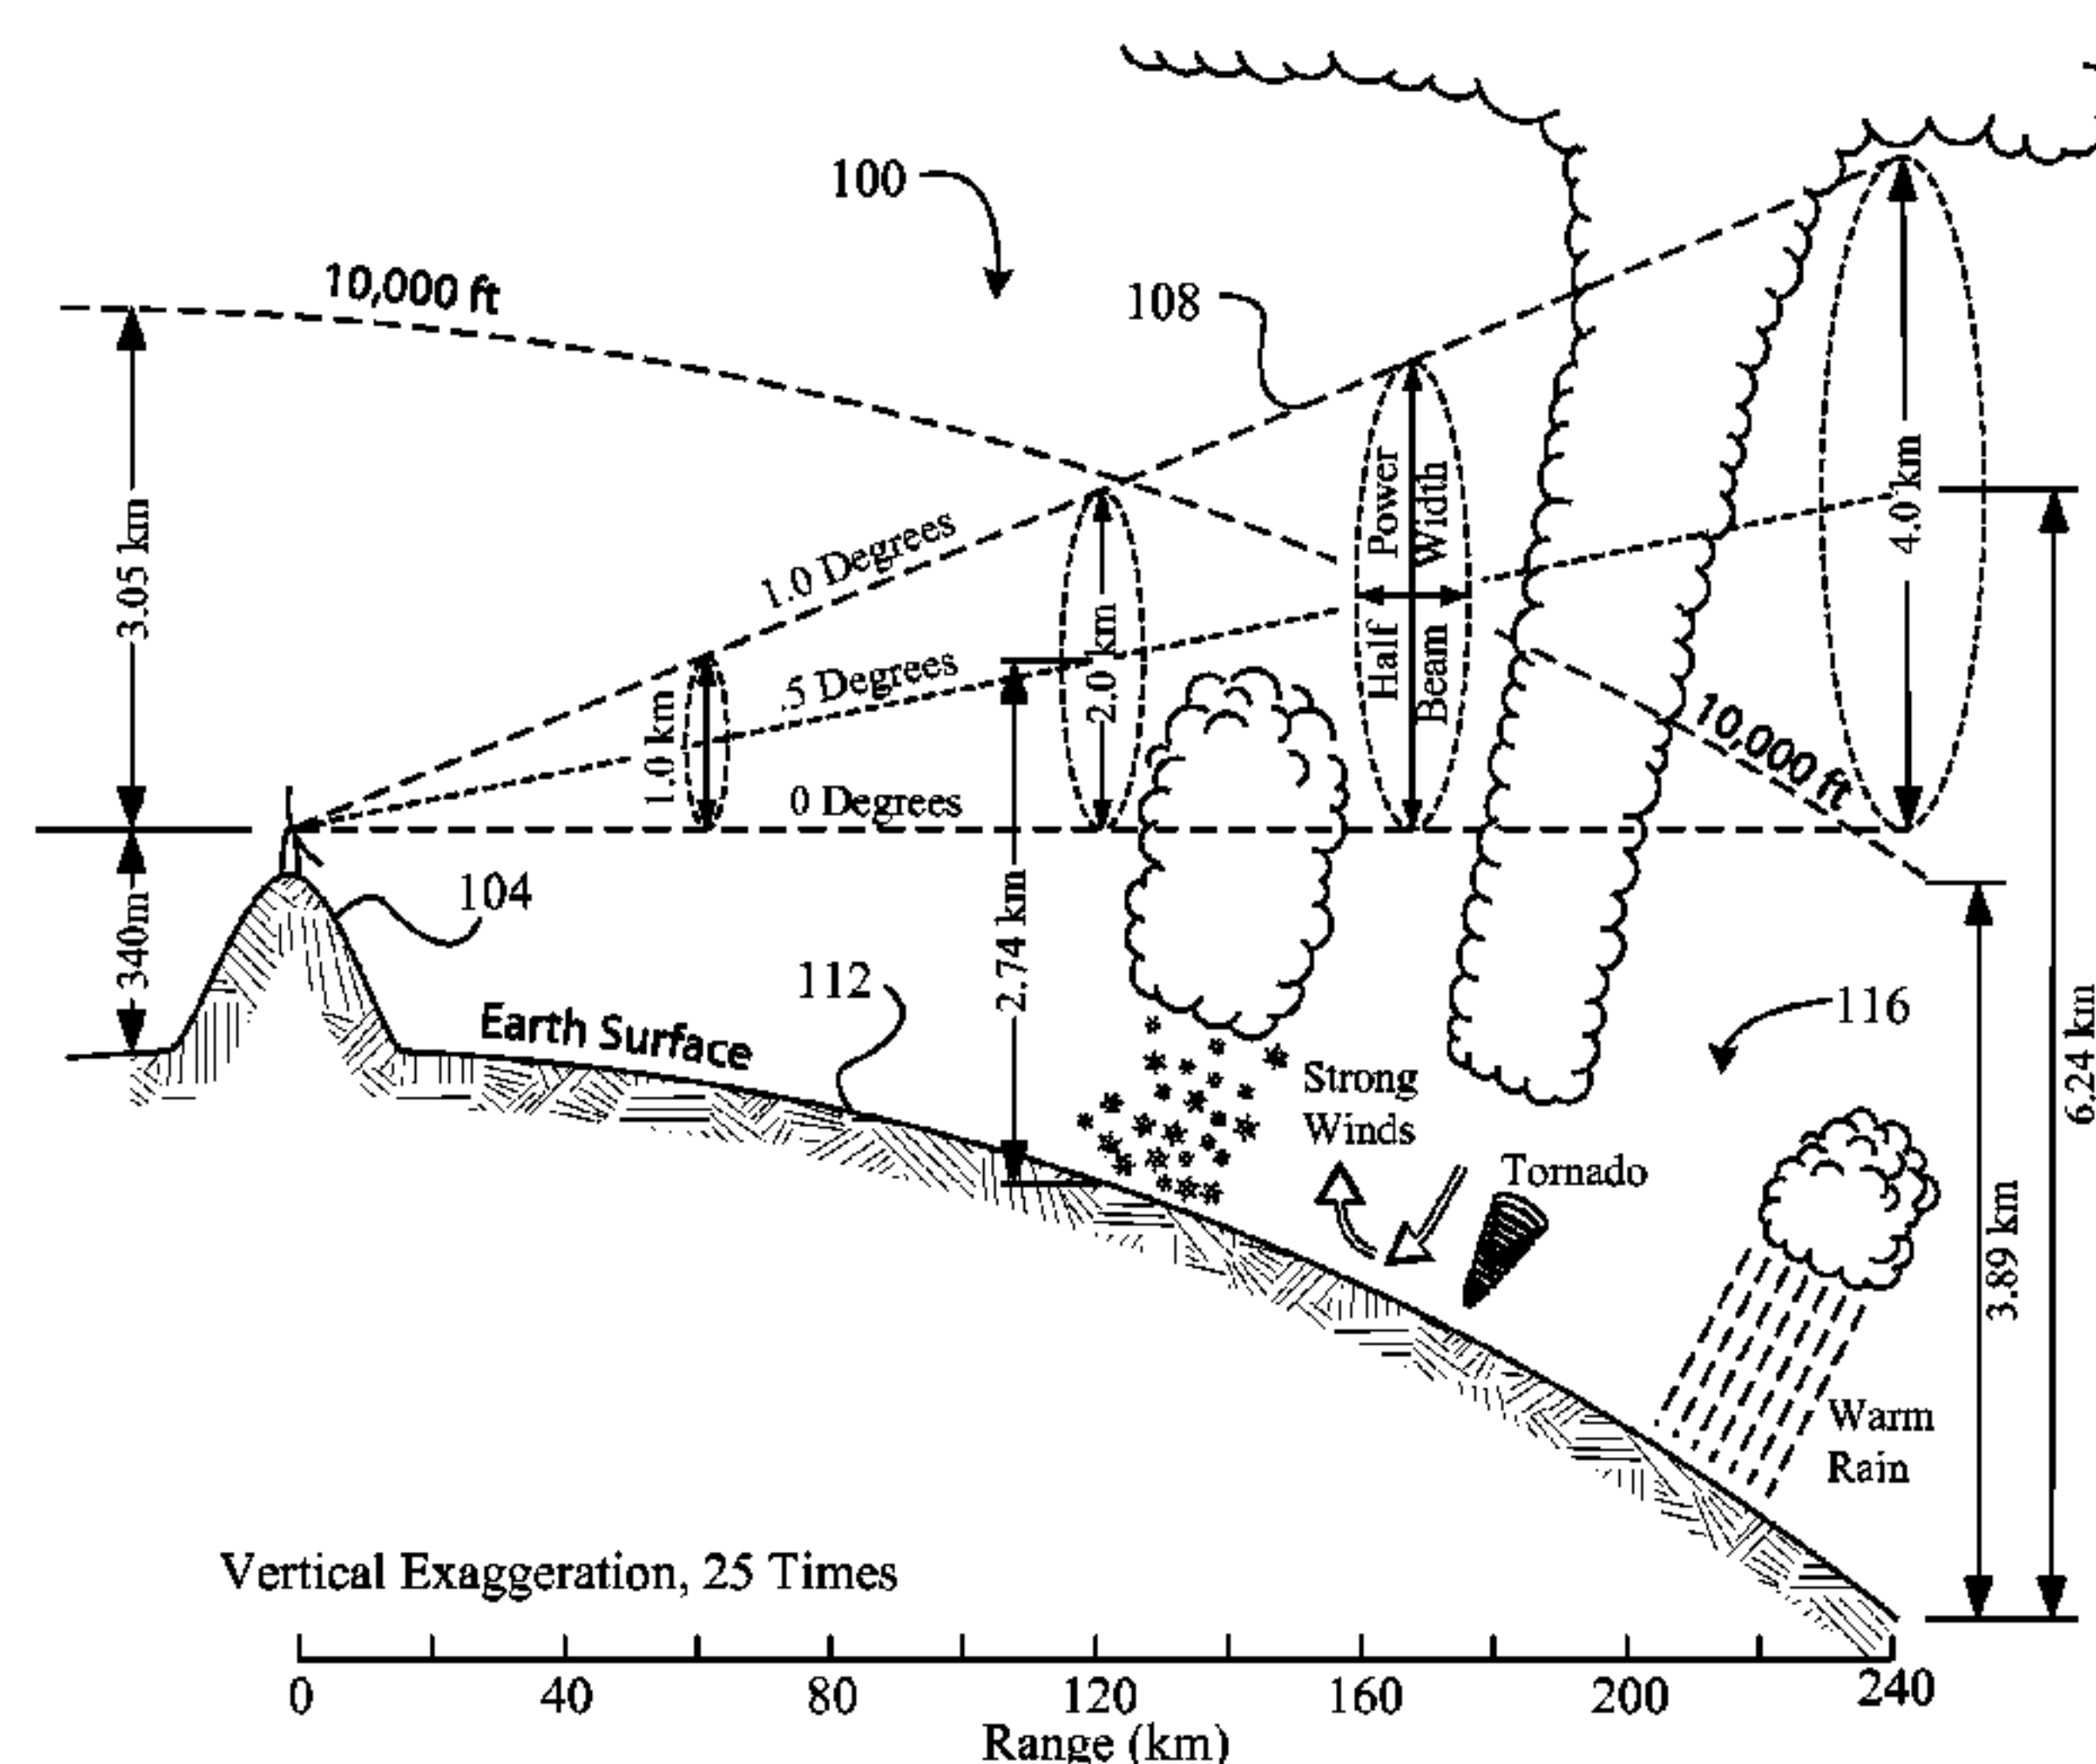 100
10,000 ft
108
3.05 km
1.0 Degrees
.5 Degrees
0 Degrees
1.0 km
2.0 km
Half Power
Beam Width
4.0 km
10,000 ft
340m
104
2.74 km
112
Earth Surface
116
6.24 km
3.89 km
Strong
Winds
Tornado
Warm
Rain
Vertical Exaggeration, 25 Times
0 40 80 120 160 200 240
Range (km)